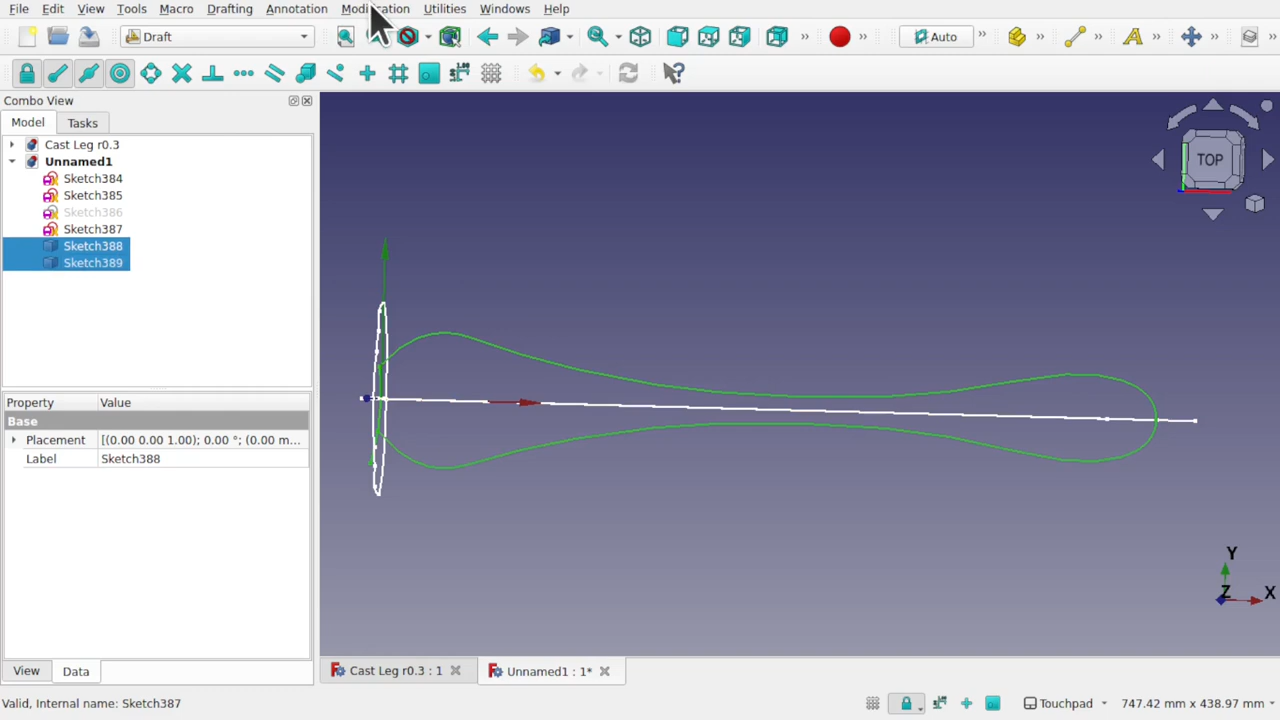 File Edit View Tools Macro Drafting Annotation Modification Utilities Windows Help
Draft Auto
Combo View
Model Tasks
Cast Leg r0.3
Unnamed1
Sketch384
Sketch385
Sketch386
Sketch387
Sketch388
Sketch389
Property Value
Base
Placement [(0.00 0.00 1.00); 0.00 °; (0.00 m...
Label Sketch388
View Data
TOP
Y
Z X
Cast Leg r0.3 : 1 Unnamed1 : 1*
Valid, Internal name: Sketch387 Touchpad 747.42 mm x 438.97 mm